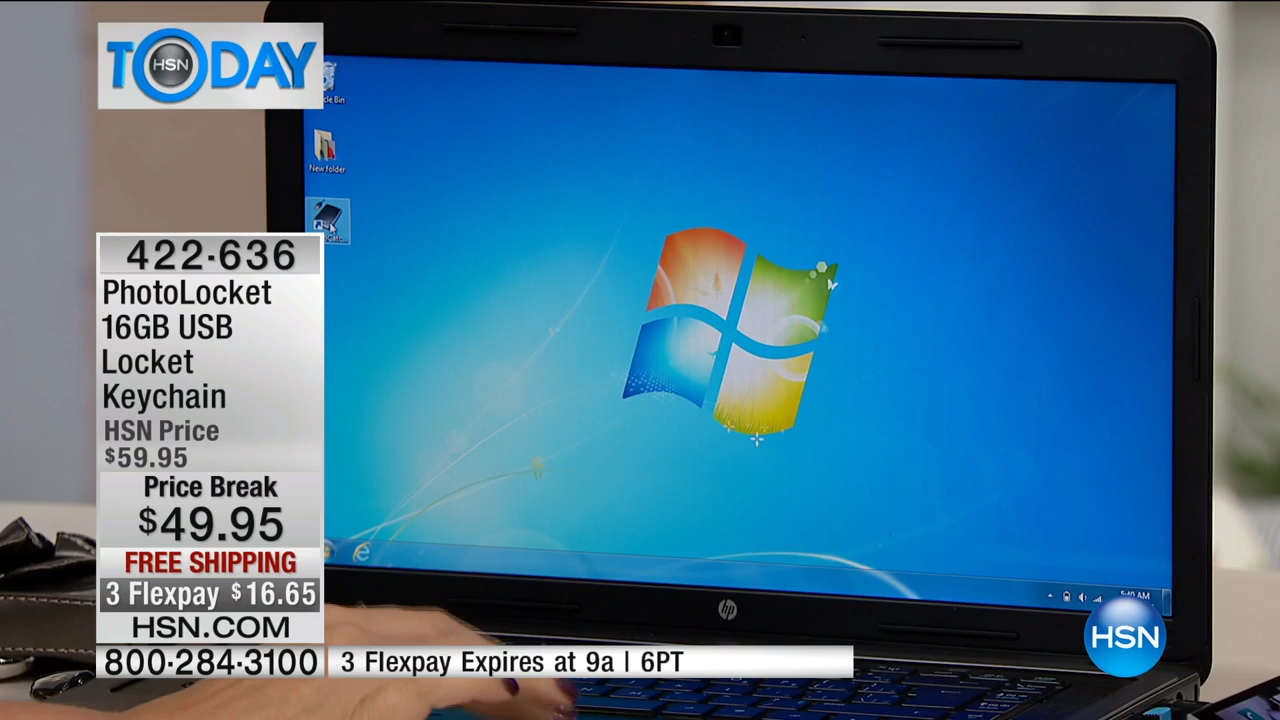 TODAY
HSN
cle Bin
New folder
422-636
PhotoLocket
16GB USB
Locket
Keychain
HSN Price
$59.95
Price Break
$49.95
FREE SHIPPING
3 Flexpay $16.65
HSN.COM
800-284-3100
3 Flexpay Expires at 9a | 6PT
hp
HSN